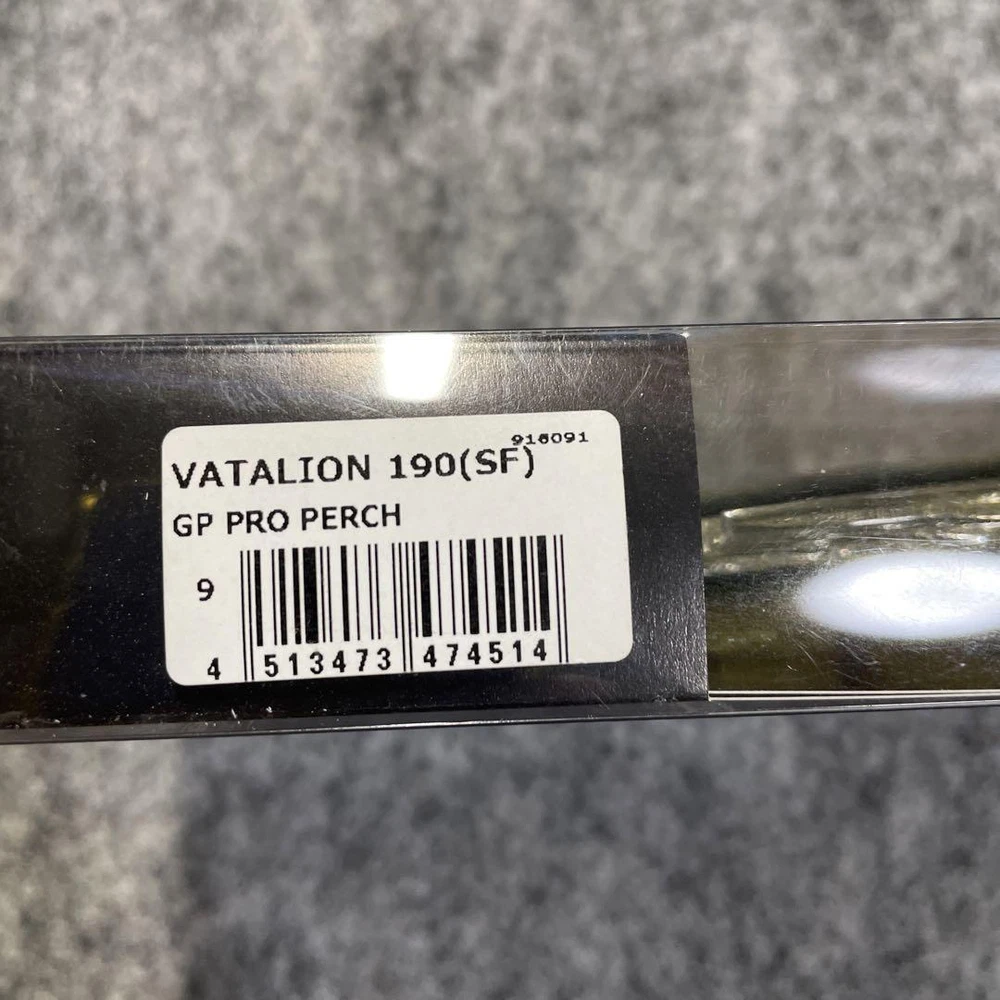 916091
VATALION 190(SF)
GP PRO PERCH
9
4 513473 474514